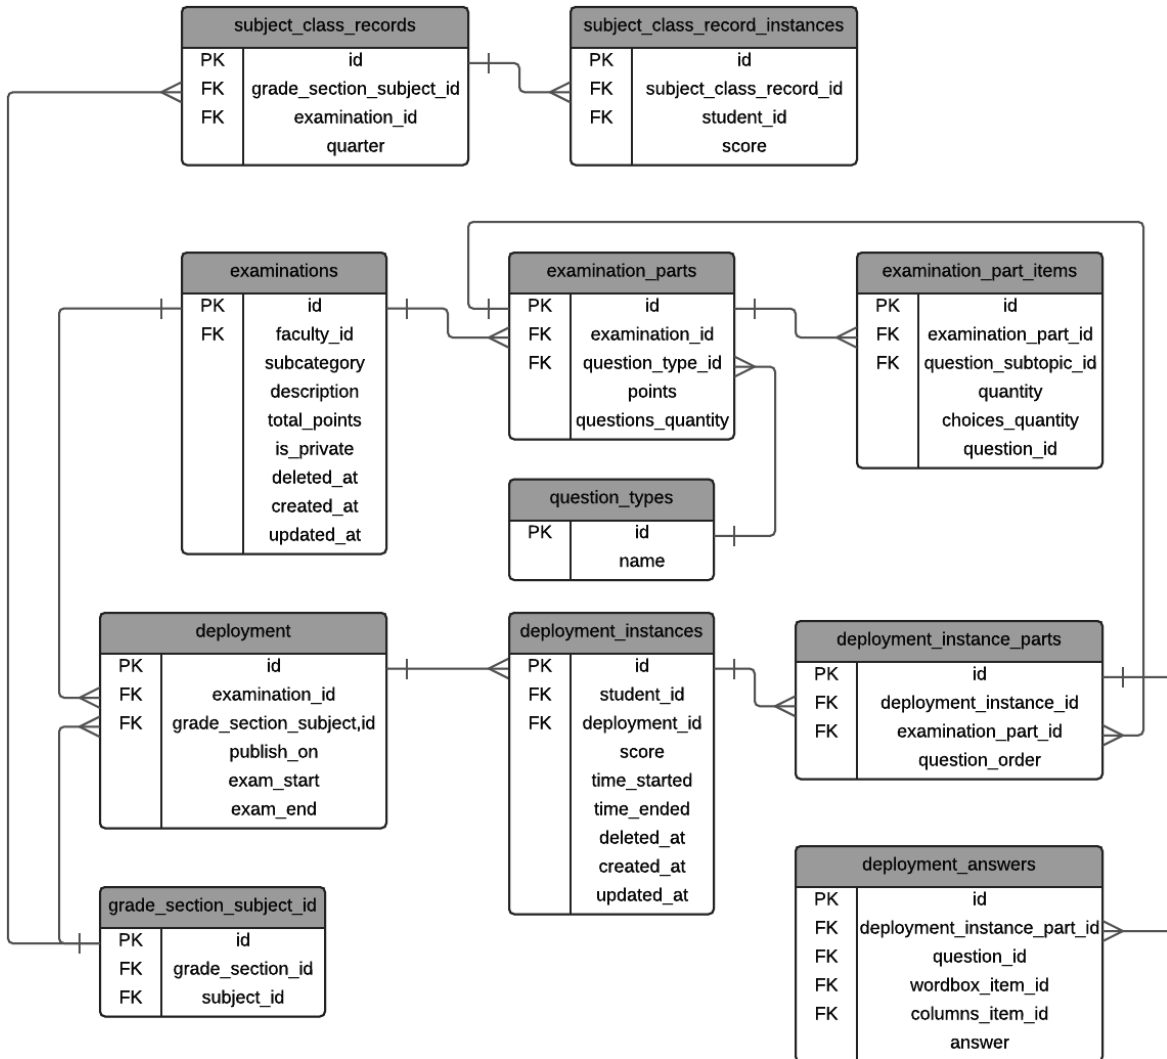 subject_class_records
PK id
FK grade_section_subject_id
FK examination_id
quarter
subject_class_record_instances
PK id
FK subject_class_record_id
FK student_id
score
examinations
PK id
FK faculty_id
subcategory
description
total_points
is_private
deleted_at
created_at
updated_at
examination_parts
PK id
FK examination_id
FK question_type_id
points
questions_quantity
examination_part_items
PK id
FK examination_part_id
FK question_subtopic_id
quantity
choices_quantity
question_id
question_types
PK id
name
deployment
PK id
FK examination_id
FK grade_section_subject,id
publish_on
exam_start
exam_end
deployment_instances
PK id
FK student_id
FK deployment_id
score
time_started
time_ended
deleted_at
created_at
updated_at
deployment_instance_parts
PK id
FK deployment_instance_id
FK examination_part_id
question_order
grade_section_subject_id
PK id
FK grade_section_id
FK subject_id
deployment_answers
PK id
FK deployment_instance_part_id
FK question_id
FK wordbox_item_id
FK columns_item_id
answer